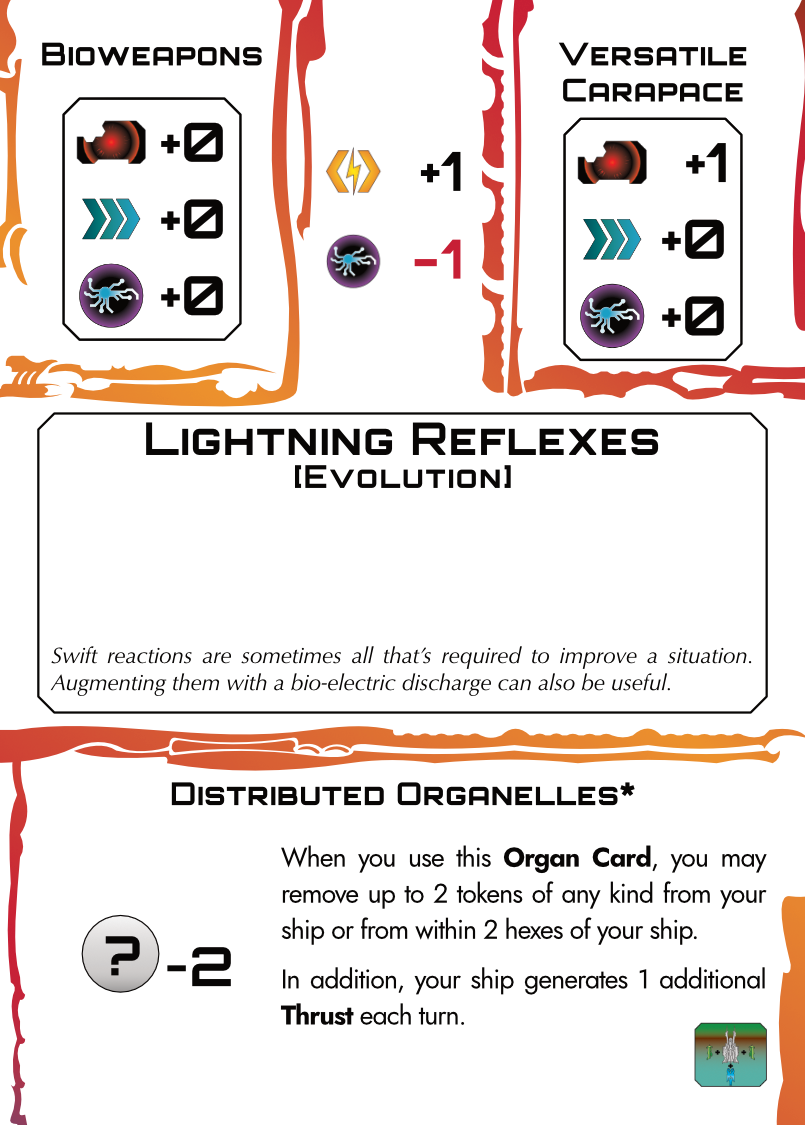 BIOWEAPONS
+0
+0
+0
+1
-1
VERSATILE
CARAPACE
+1
+0
+0
LIGHTNING REFLEXES
[EVOLUTION]
Swift reactions are sometimes all that's required to improve a situation.
Augmenting them with a bio-electric discharge can also be useful.
DISTRIBUTED ORGANELLES*
? -2
When you use this Organ Card, you may
remove up to 2 tokens of any kind from your
ship or from within 2 hexes of your ship.
In addition, your ship generates 1 additional
Thrust each turn.